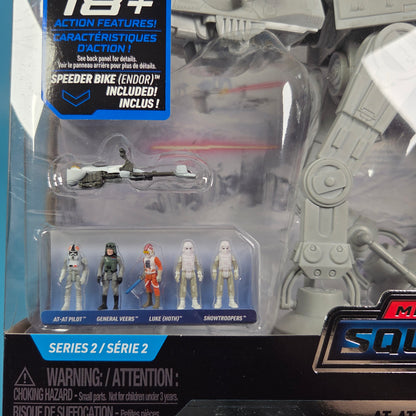 18+
ACTION FEATURES!
CARACTÉRISTIQUES
D'ACTION !
See back panel for details.
Voir le panneau arrière pour plus de détails.
SPEEDER BIKE (ENDOR)™
INCLUDED!
INCLUS !
AT-AT PILOT™
GENERAL VEERS™
LUKE (HOTH)™
SNOWTROOPERS™
SERIES 2 / SÉRIE 2
WARNING: / ATTENTION :
CHOKING HAZARD - Small parts. Not for children under 3 years.
RISQUE DE SUFFOCATION - Petites pièces.